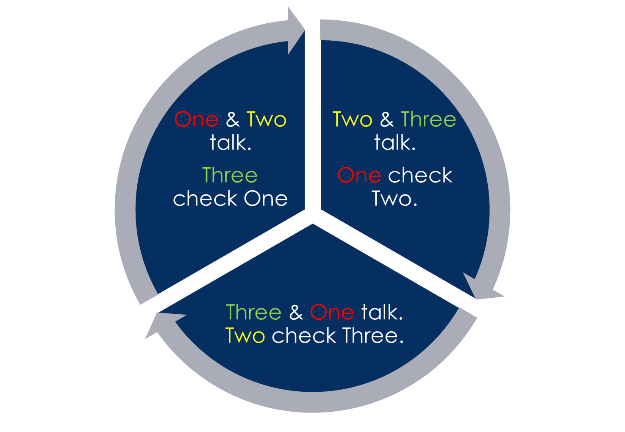 One & Two
talk.
Three
check One
Two & Three
talk.
One check
Two.
Three & One talk.
Two check Three.